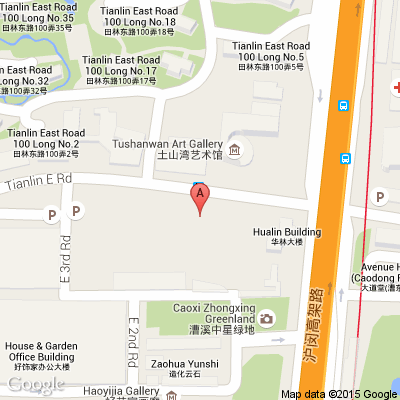 Tianlin East Road
100 Long No.35
田林东路100弄35号
Tianlin East Road
100 Long No.18
田林东路100弄18号
Tianlin East Road
100 Long No.17
田林东路100弄17号
Tianlin East Road
100 Long No.5
田林东路100弄5号
Tianlin East Road
Long No.32
东路100弄32号
Tianlin East Road
100 Long No.2
田林东路100弄2号
Tushanwan Art Gallery
土山湾艺术馆
Tianlin E Rd
P
P
P
A
E 3rd Rd
Hualin Building
华林大楼
Avenue H
(Caodong R
大道堂(漕东
沪闵高架路
Caoxi Zhongxing
Greenland
漕溪中星绿地
E 2nd Rd
House & Garden
Office Building
好饰家办公大楼
Zaohua Yunshi
造化云石
Haoyijia Gallery
Google
Map data ©2015 Google